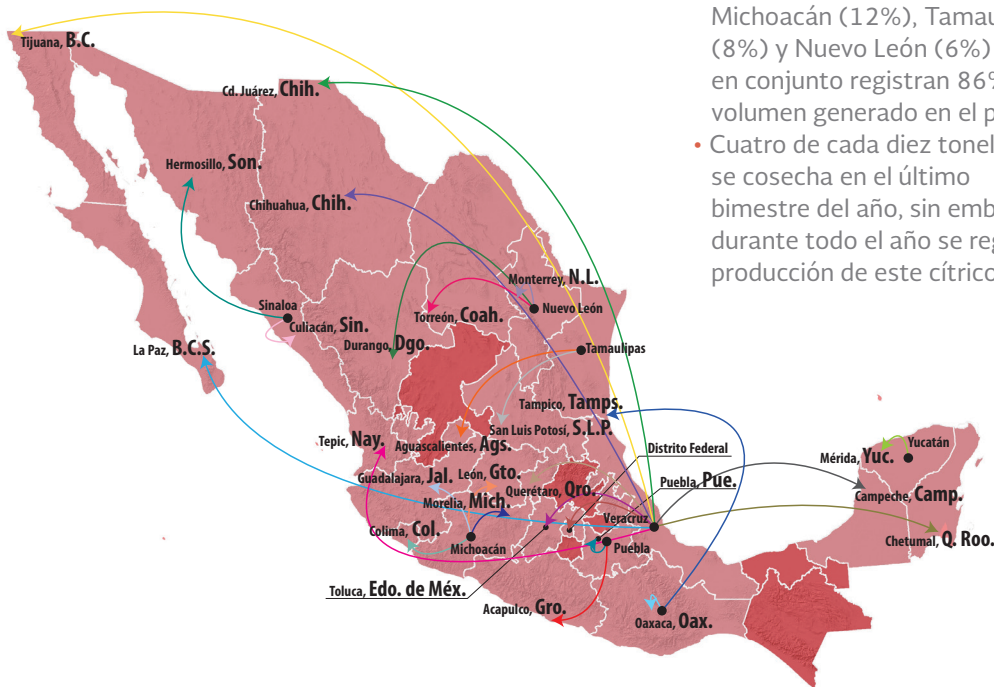 Michoacán (12%), Tamau
(8%) y Nuevo León (6%)
en conjunto registran 86%
volumen generado en el p
• Cuatro de cada diez tonel
se cosecha en el último
bimestre del año, sin emb
durante todo el año se reg
producción de este cítrico
Tijuana, B.C.
Cd. Juárez, Chih.
Hermosillo, Son.
Chihuahua, Chih.
Monterrey, N.L.
Sinaloa
Nuevo León
Torreón, Coah.
Culiacán, Sin.
Durango, Dgo.
La Paz, B.C.S.
Tamaulipas
Tampico, Tamps.
San Luis Potosí, S.L.P.
Tepic, Nay.
Aguascalientes, Ags.
Distrito Federal
Yucatán
Mérida, Yuc.
Guadalajara, Jal.
León, Gto.
Puebla, Pue.
Querétaro, Qro.
Campeche, Camp.
Morelia, Mich.
Veracruz
Colima, Col.
Chetumal, Q. Roo.
Michoacán
Puebla
Toluca, Edo. de Méx.
Acapulco, Gro.
Oaxaca, Oax.